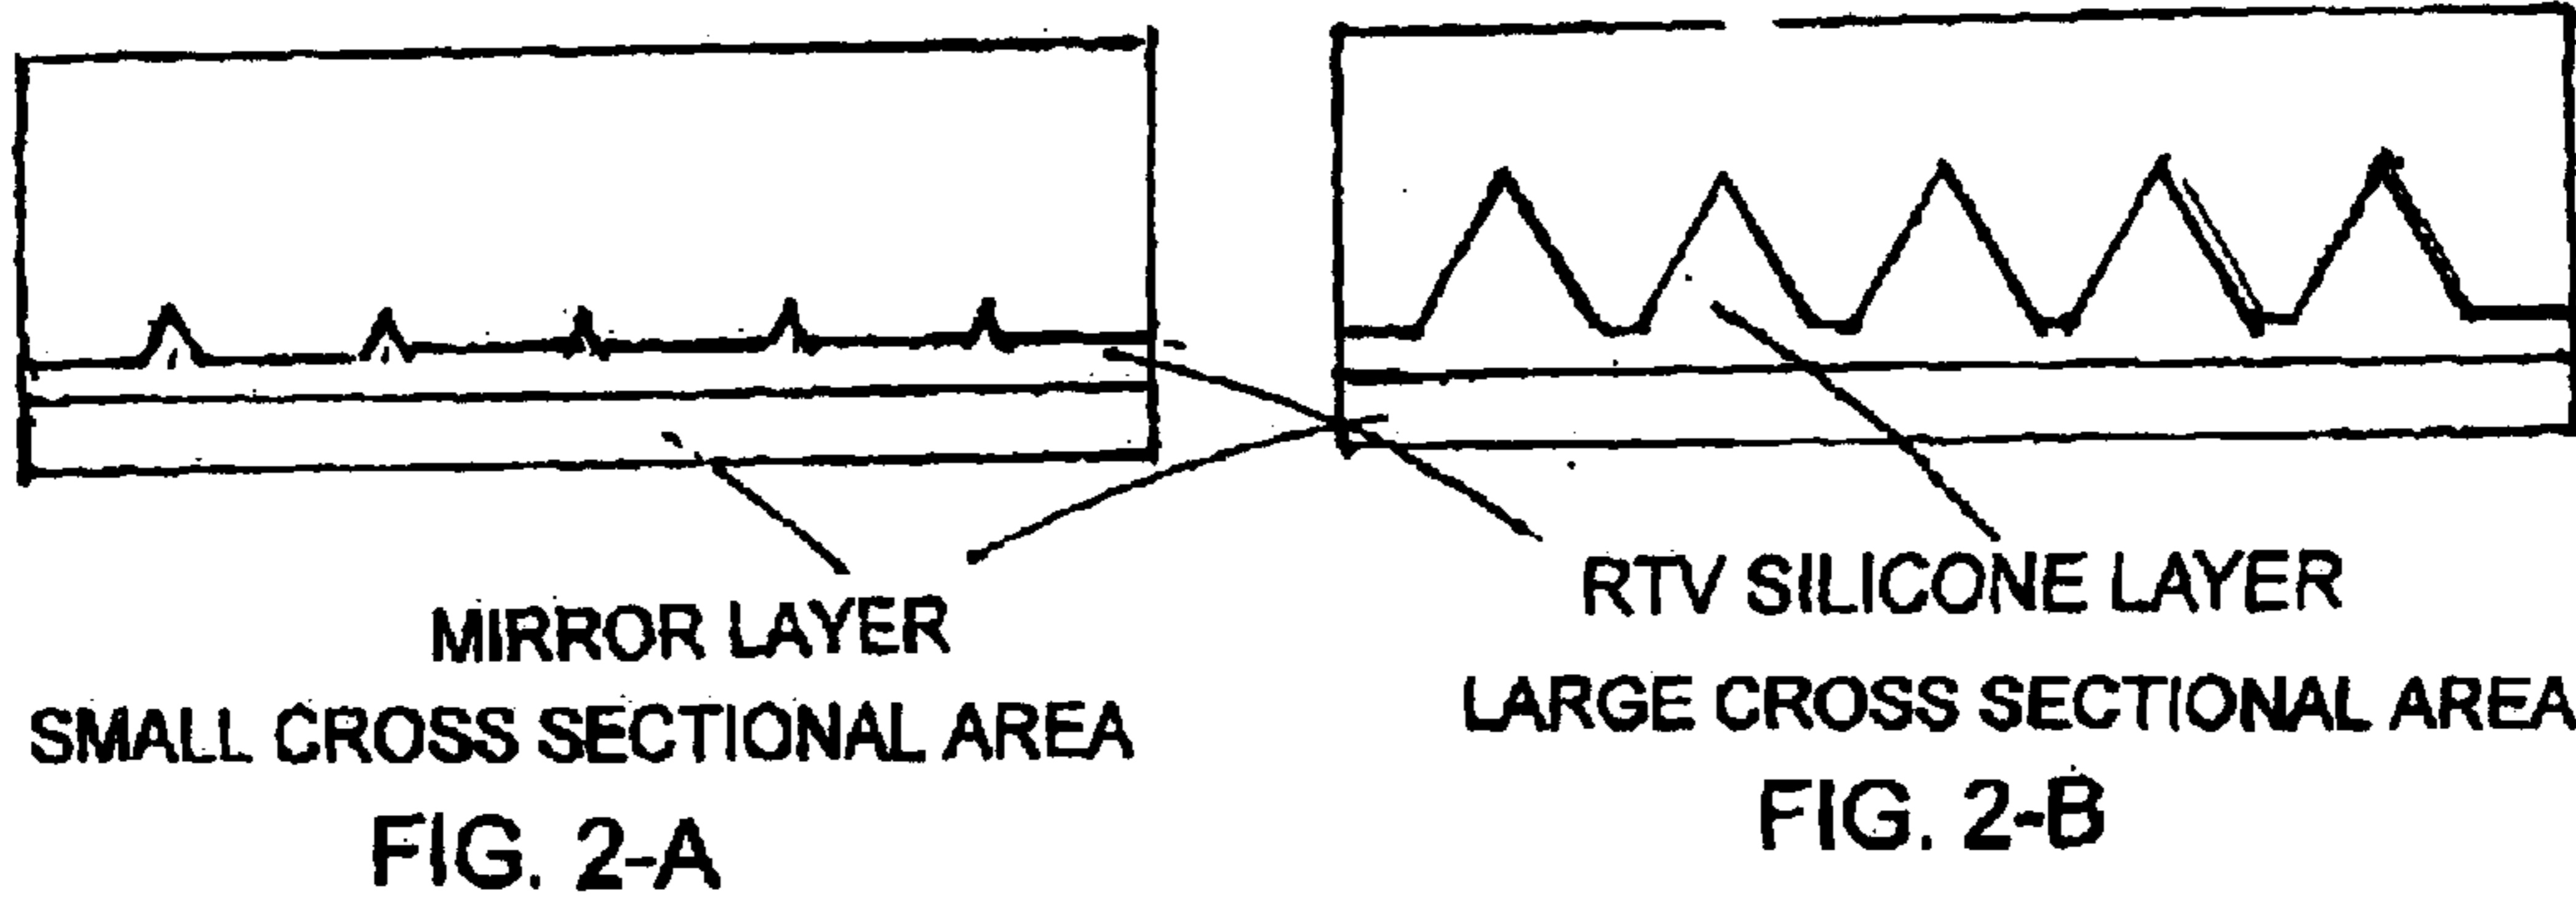 MIRROR LAYER
SMALL CROSS SECTIONAL AREA
FIG. 2-A
RTV SILICONE LAYER
LARGE CROSS SECTIONAL AREA
FIG. 2-B